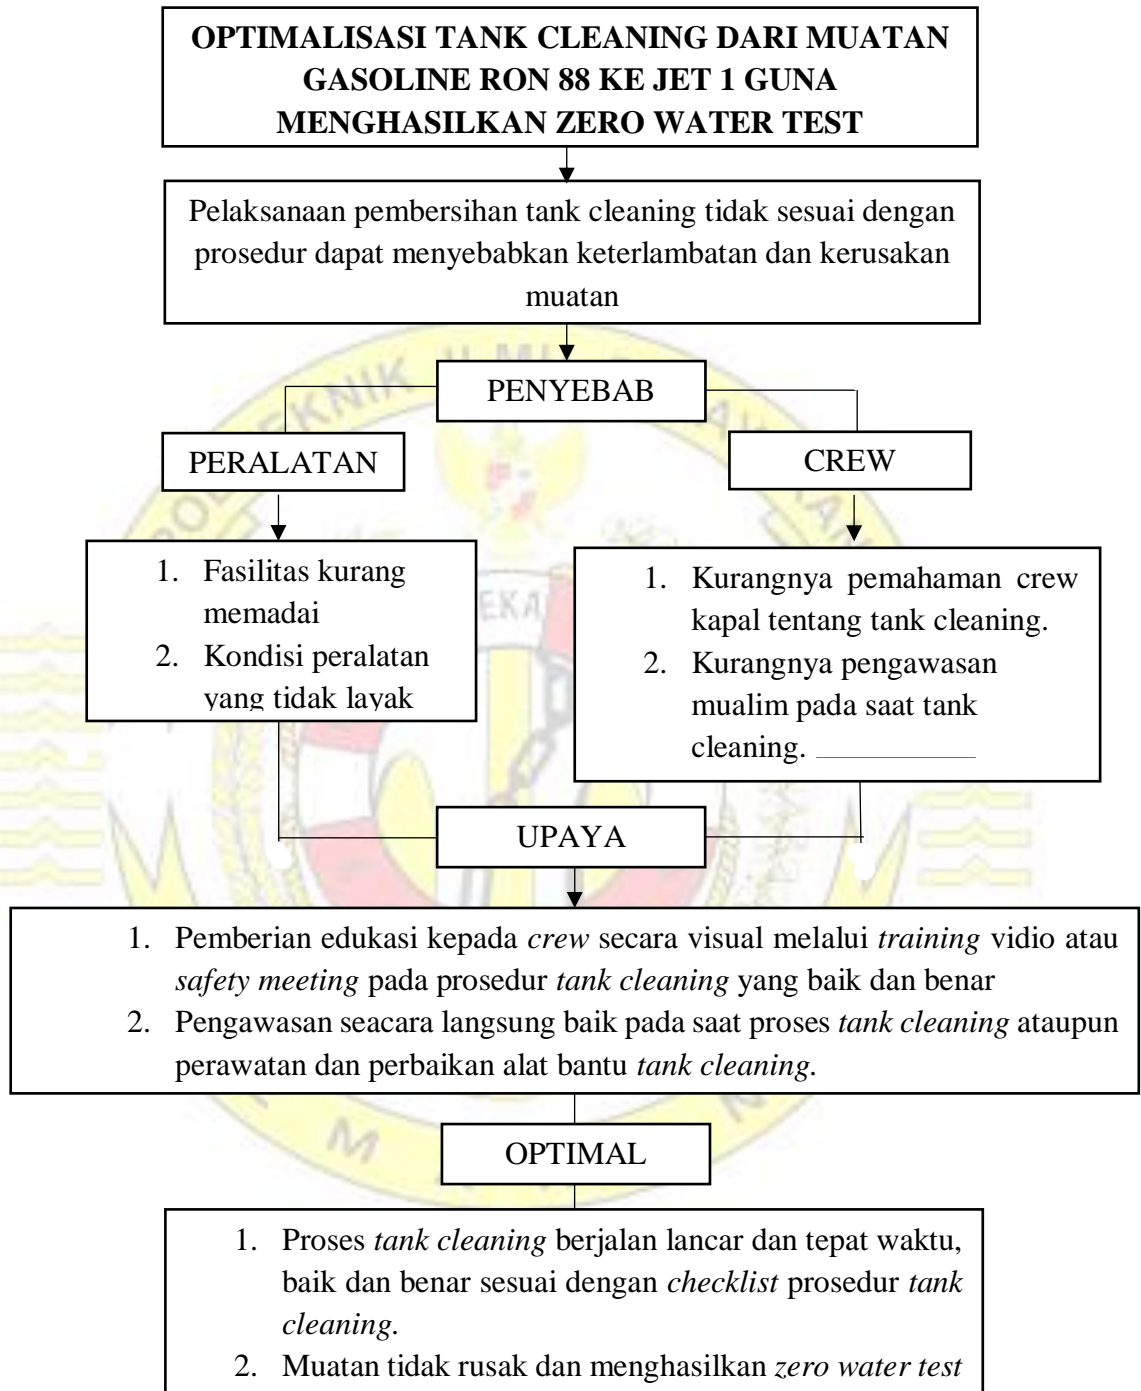 OPTIMALISASI TANK CLEANING DARI MUATAN
GASOLINE RON 88 KE JET 1 GUNA
MENGHASILKAN ZERO WATER TEST
Pelaksanaan pembersihan tank cleaning tidak sesuai dengan
prosedur dapat menyebabkan keterlambatan dan kerusakan
muatan
PENYEBAB
PERALATAN
CREW
1. Fasilitas kurang
memadai
2. Kondisi peralatan
yang tidak layak
1. Kurangnya pemahaman crew
kapal tentang tank cleaning.
2. Kurangnya pengawasan
mualim pada saat tank
cleaning.
UPAYA
1. Pemberian edukasi kepada crew secara visual melalui training vidio atau
safety meeting pada prosedur tank cleaning yang baik dan benar
2. Pengawasan seacara langsung baik pada saat proses tank cleaning ataupun
perawatan dan perbaikan alat bantu tank cleaning.
OPTIMAL
1. Proses tank cleaning berjalan lancar dan tepat waktu,
baik dan benar sesuai dengan checklist prosedur tank
cleaning.
2. Muatan tidak rusak dan menghasilkan zero water test